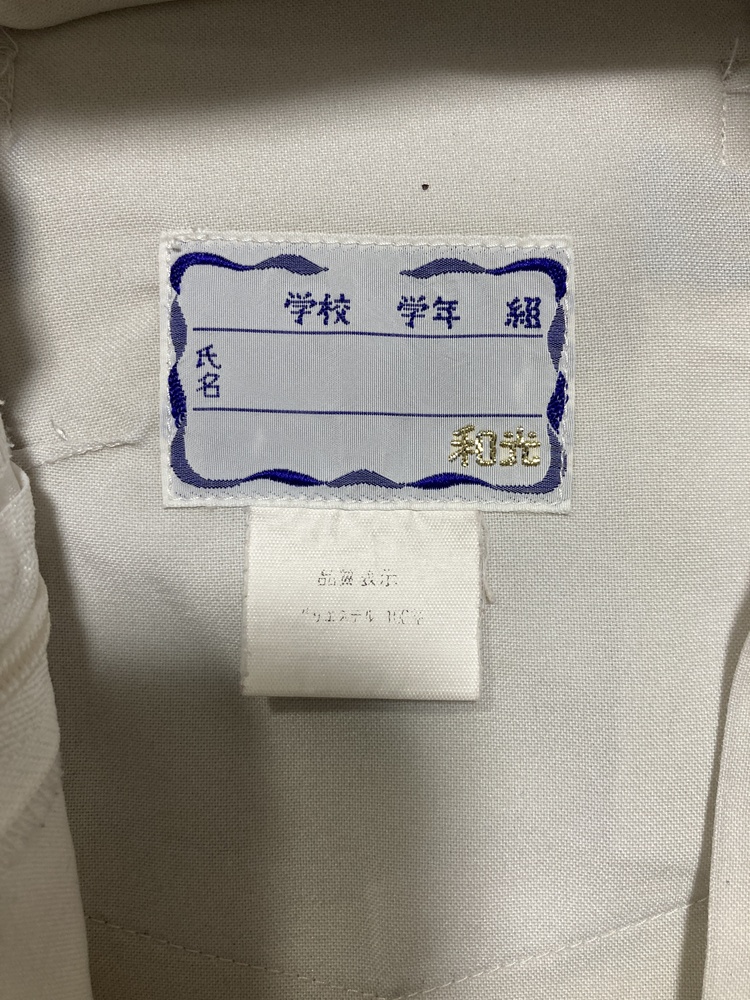 学校 学年 組
氏名
和光
品質表示
ポリエステル 100%